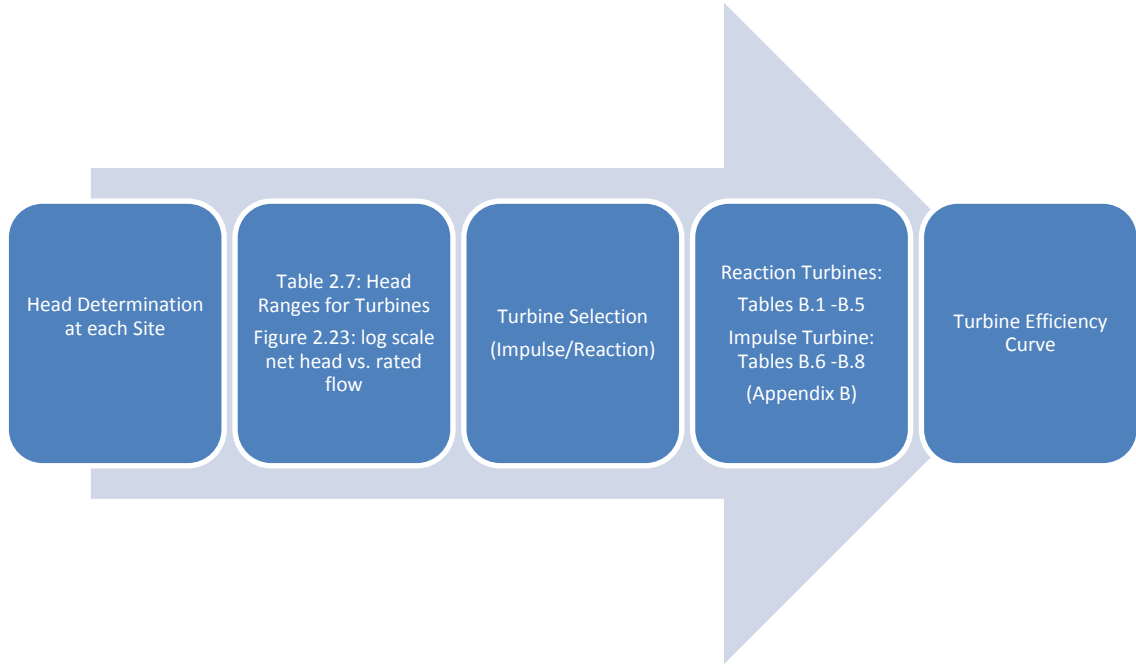 Head Determination
at each Site
Table 2.7: Head
Ranges for Turbines
Figure 2.23: log scale
net head vs. rated
flow
Turbine Selection
(Impulse/Reaction)
Reaction Turbines:
Tables B.1 -B.5
Impulse Turbine:
Tables B.6 -B.8
(Appendix B)
Turbine Efficiency
Curve